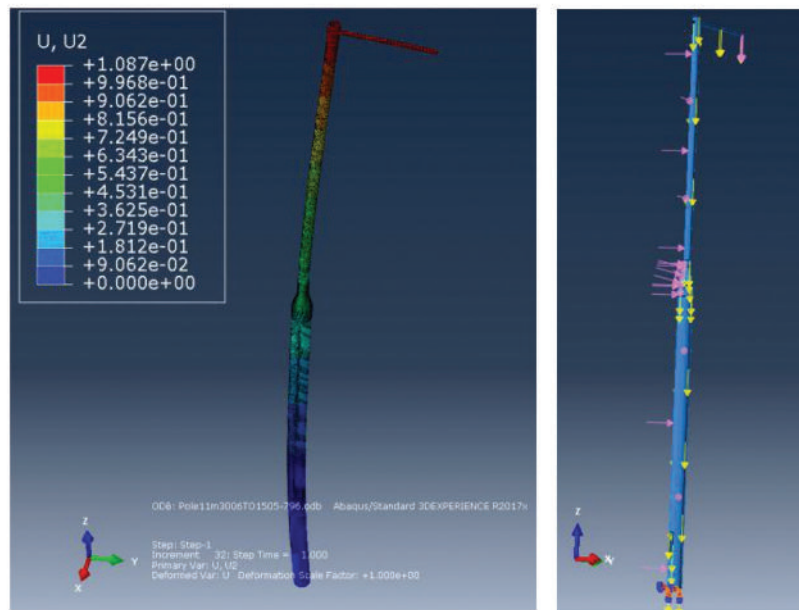 U, U2
+1.087e+00
+9.968e-01
+9.062e-01
+8.156e-01
+7.249e-01
+6.343e-01
+5.437e-01
+4.531e-01
+3.625e-01
+2.719e-01
+1.812e-01
+9.062e-02
+0.000e+00
ODB: Pole11m3006TO1505-796.odb Abaqus/Standard 3DEXPERIENCE R2017x
Step: Step-1
Increment 32: Step Time = 1.000
Primary Var: U, U2
Deformed Var: U Deformation Scale Factor: +1.000e+00
Z
Y
X
Z
X
Y